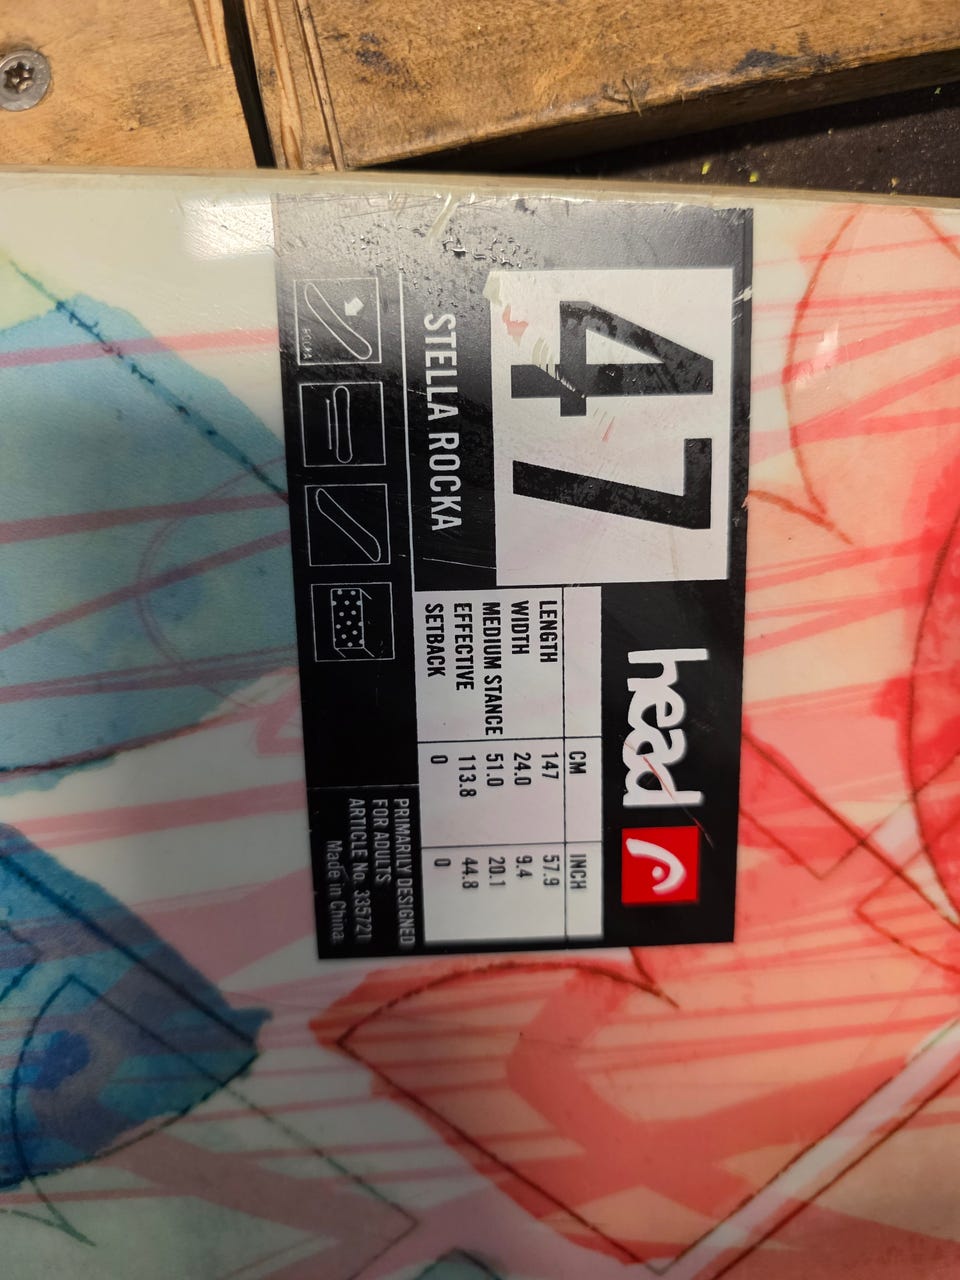 47
head
STELLA ROCKA
CM INCH
LENGTH 147 57.9
WIDTH 24.0 9.4
MEDIUM STANCE 51.0 20.1
EFFECTIVE 113.8 44.8
SETBACK 0 0
PRIMARILY DESIGNED
FOR ADULTS
ARTICLE No. 335721
Made in China